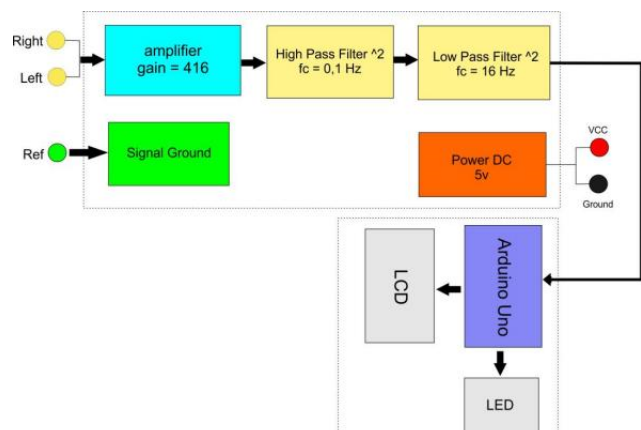 Right
Left
amplifier
gain = 416
High Pass Filter ^2
fc = 0,1 Hz
Low Pass Filter ^2
fc = 16 Hz
Ref
Signal Ground
Power DC
5v
VCC
Ground
LCD
Arduino Uno
LED